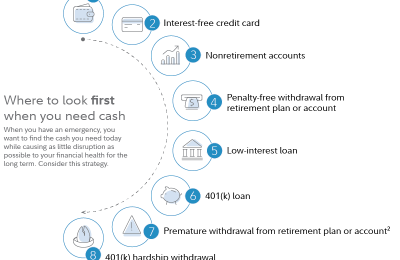 2 Interest-free credit card
3 Nonretirement accounts
4 Penalty-free withdrawal from
retirement plan or account
Where to look first
when you need cash
When you have an emergency, you
want to find the cash you need today
while causing as little disruption as
possible to your financial health for the
long term. Consider this strategy.
5 Low-interest loan
6 401(k) loan
7 Premature withdrawal from retirement plan or account²
8 401(k) hardship withdrawal